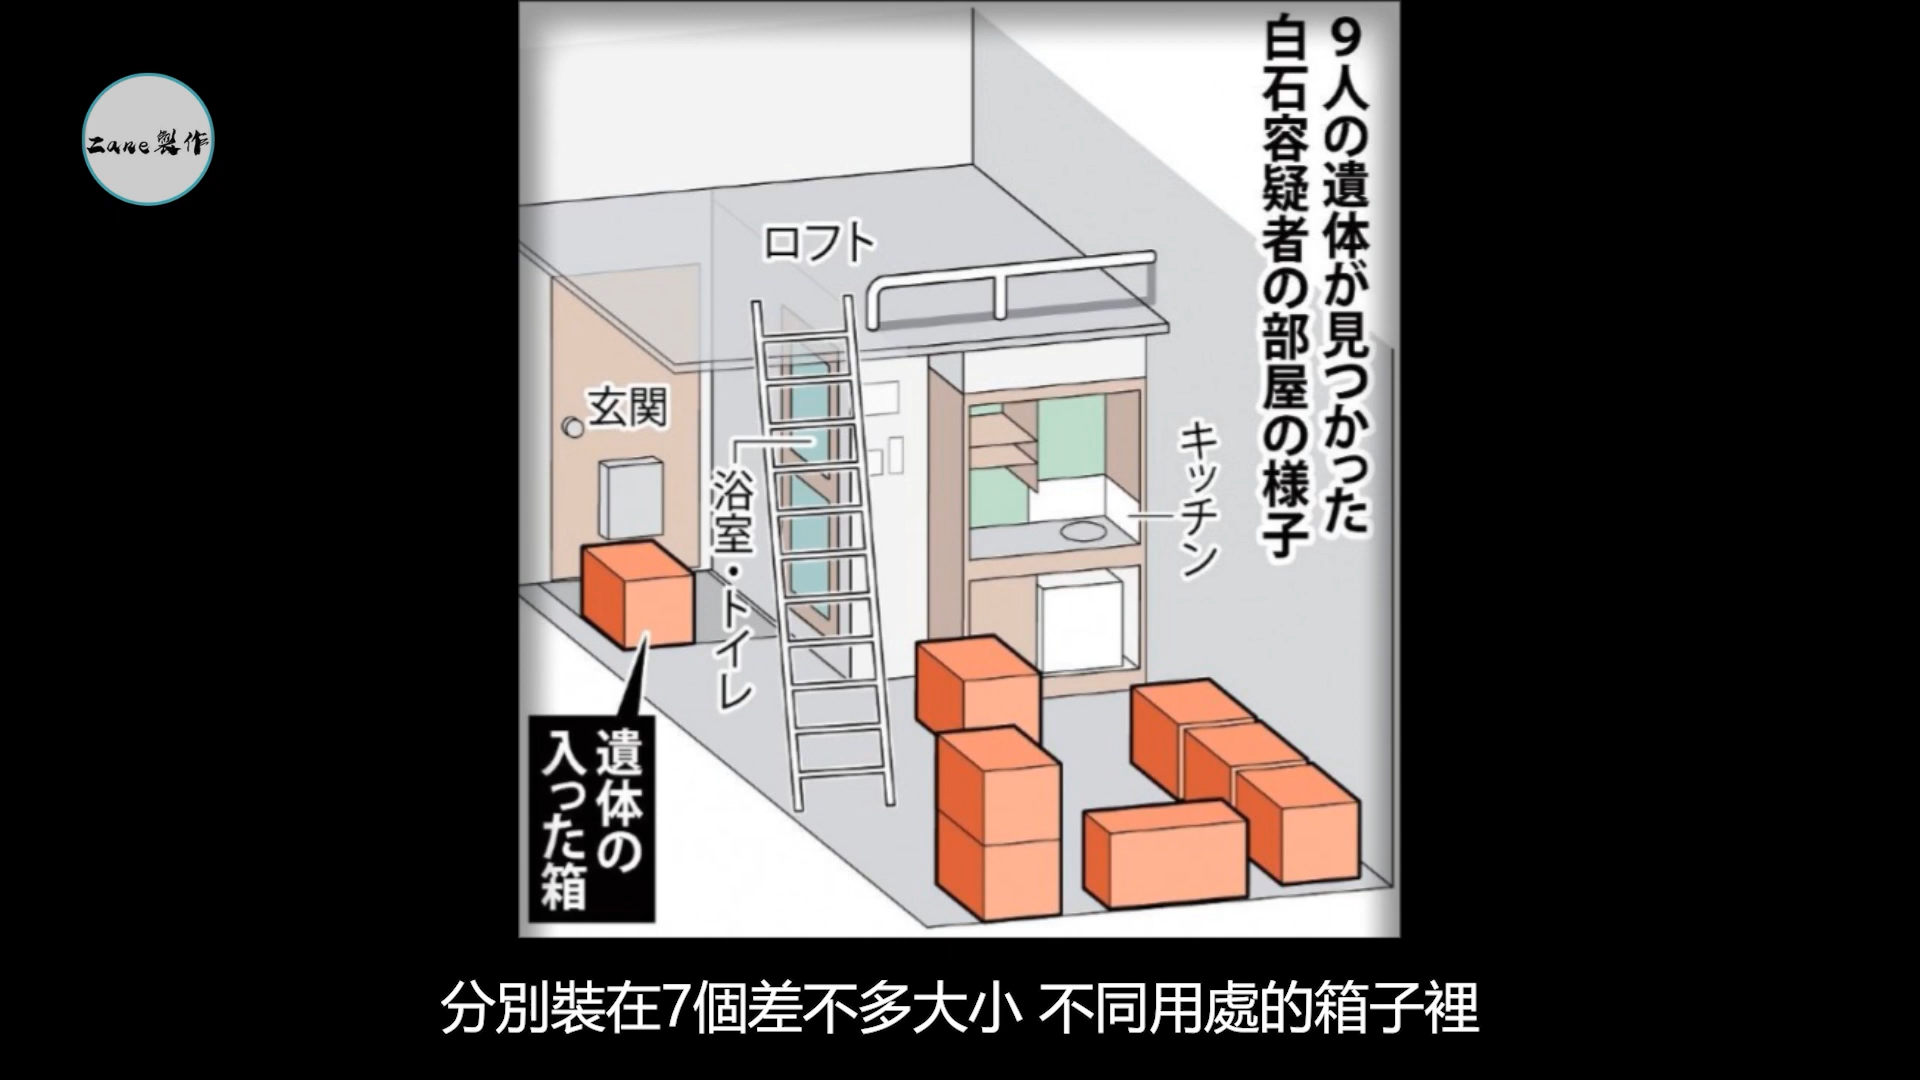 Zane製作
9人の遺体が見つかった
白石容疑者の部屋の様子
ロフト
玄関
浴室・トイレ
キッチン
遺体の
入った箱
分別裝在7個差不多大小 不同用處的箱子裡